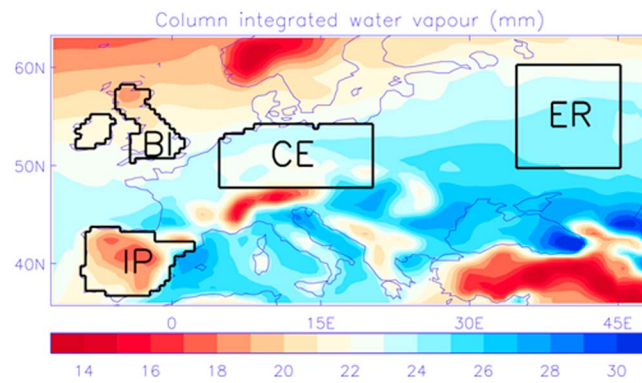 Column integrated water vapour (mm)
60N
50N
40N
BI
CE
ER
IP
0 15E 30E 45E
14 16 18 20 22 24 26 28 30